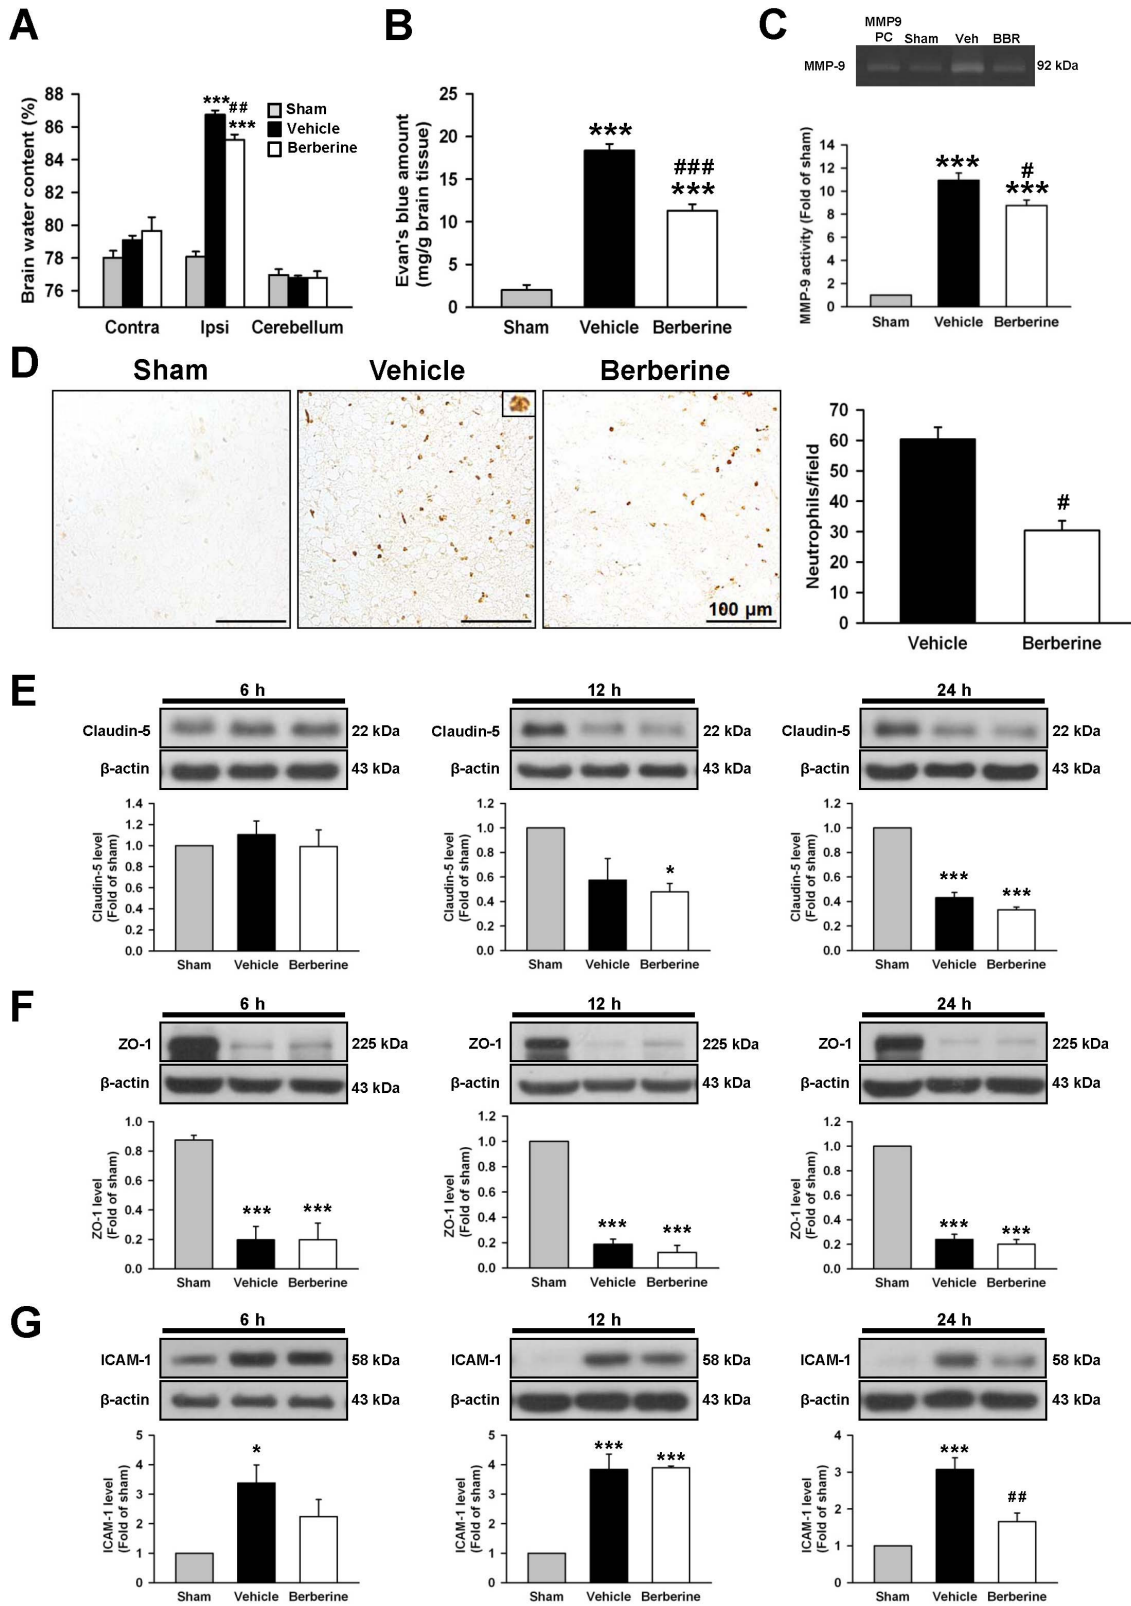 A
Brain water content (%)
88
86
84
80
78
76
***
##
***
Sham
Vehicle
Berberine
Contra
Ipsi
Cerebellum
B
Evan's blue amount
(mg/g brain tissue)
25
20
15
10
5
0
***
###
***
Sham
Vehicle
Berberine
C
MMP9
PC Sham Veh BBR
MMP-9
92 kDa
MMP-9 activity (Fold of sham)
14
12
10
8
6
4
2
0
***
#
***
Sham
Vehicle
Berberine
D
Sham
Vehicle
Berberine
100 µm
Neutrophils/field
70
60
50
40
30
20
10
0
#
Vehicle
Berberine
E
6 h
Claudin-5
22 kDa
β-actin
43 kDa
Claudin-5 level
(Fold of sham)
1.4
1.2
1.0
0.8
0.6
0.4
0.2
0.0
Sham
Vehicle
Berberine
12 h
Claudin-5
22 kDa
β-actin
43 kDa
Claudin-5 level
(Fold of sham)
1.2
1.0
0.8
0.6
0.4
0.2
0.0
*
Sham
Vehicle
Berberine
24 h
Claudin-5
22 kDa
β-actin
43 kDa
Claudin-5 level
(Fold of sham)
1.2
1.0
0.8
0.6
0.4
0.2
0.0
***
***
Sham
Vehicle
Berberine
F
6 h
ZO-1
225 kDa
β-actin
43 kDa
ZO-1 level
(Fold of sham)
1.0
0.8
0.6
0.4
0.2
0.0
***
***
Sham
Vehicle
Berberine
12 h
ZO-1
225 kDa
β-actin
43 kDa
ZO-1 level
(Fold of sham)
1.2
1.0
0.8
0.6
0.4
0.2
0.0
***
***
Sham
Vehicle
Berberine
24 h
ZO-1
225 kDa
β-actin
43 kDa
ZO-1 level
(Fold of sham)
1.2
1.0
0.8
0.6
0.4
0.2
0.0
***
***
Sham
Vehicle
Berberine
G
6 h
ICAM-1
58 kDa
β-actin
43 kDa
ICAM-1 level
(Fold of sham)
5
4
3
2
1
0
*
Sham
Vehicle
Berberine
12 h
ICAM-1
58 kDa
β-actin
43 kDa
ICAM-1 level
(Fold of sham)
5
4
3
2
1
0
***
***
Sham
Vehicle
Berberine
24 h
ICAM-1
58 kDa
β-actin
43 kDa
ICAM-1 level
(Fold of sham)
4
3
2
1
0
***
##
Sham
Vehicle
Berberine